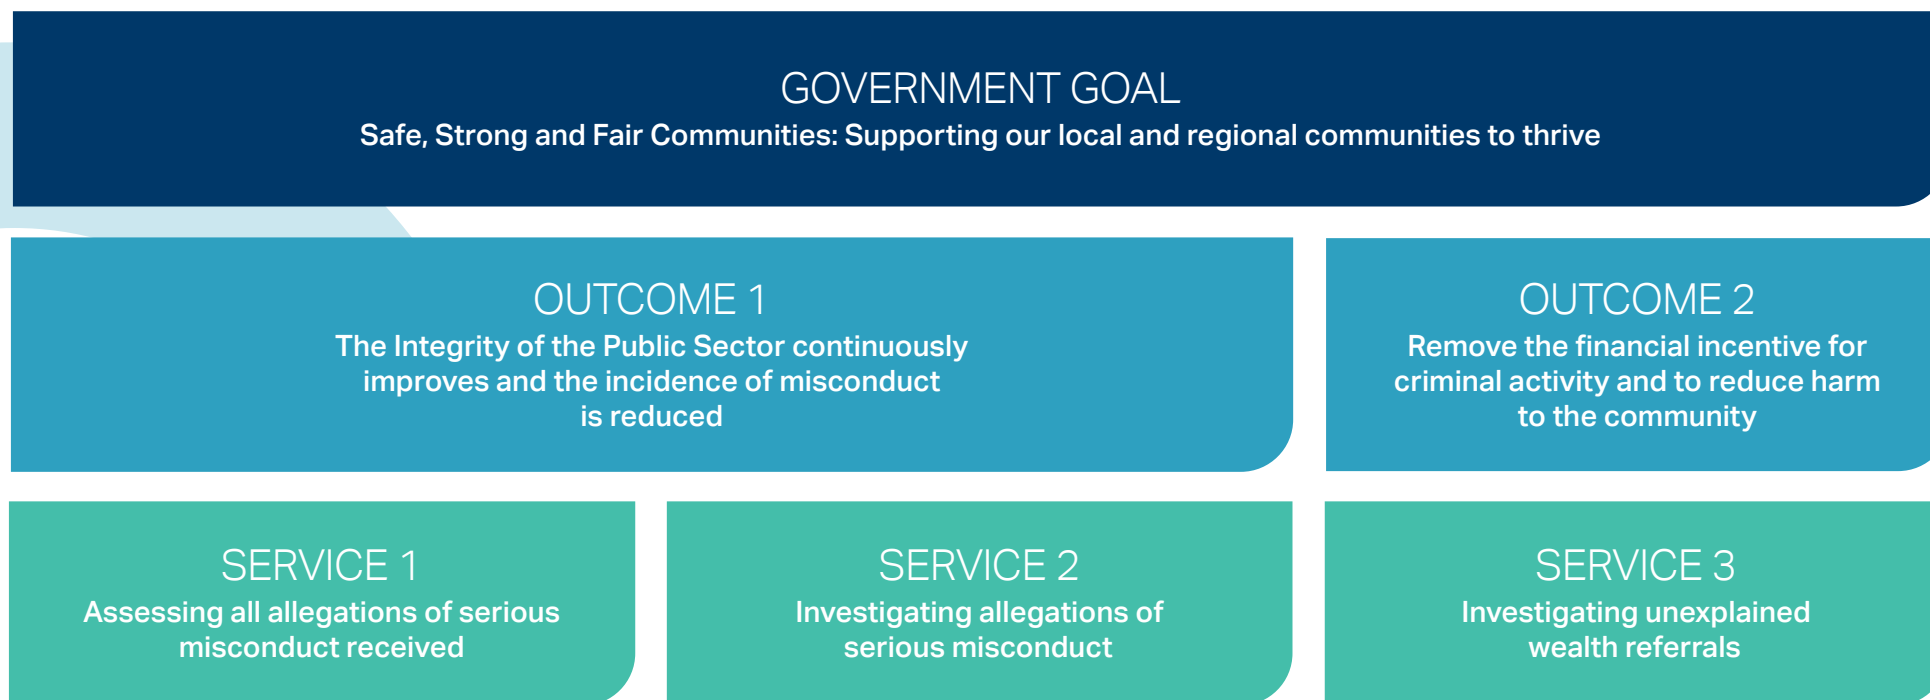 GOVERNMENT GOAL
Safe, Strong and Fair Communities: Supporting our local and regional communities to thrive
OUTCOME 1
The Integrity of the Public Sector continuously
improves and the incidence of misconduct
is reduced
OUTCOME 2
Remove the financial incentive for
criminal activity and to reduce harm
to the community
SERVICE 1
Assessing all allegations of serious
misconduct received
SERVICE 2
Investigating allegations of
serious misconduct
SERVICE 3
Investigating unexplained
wealth referrals